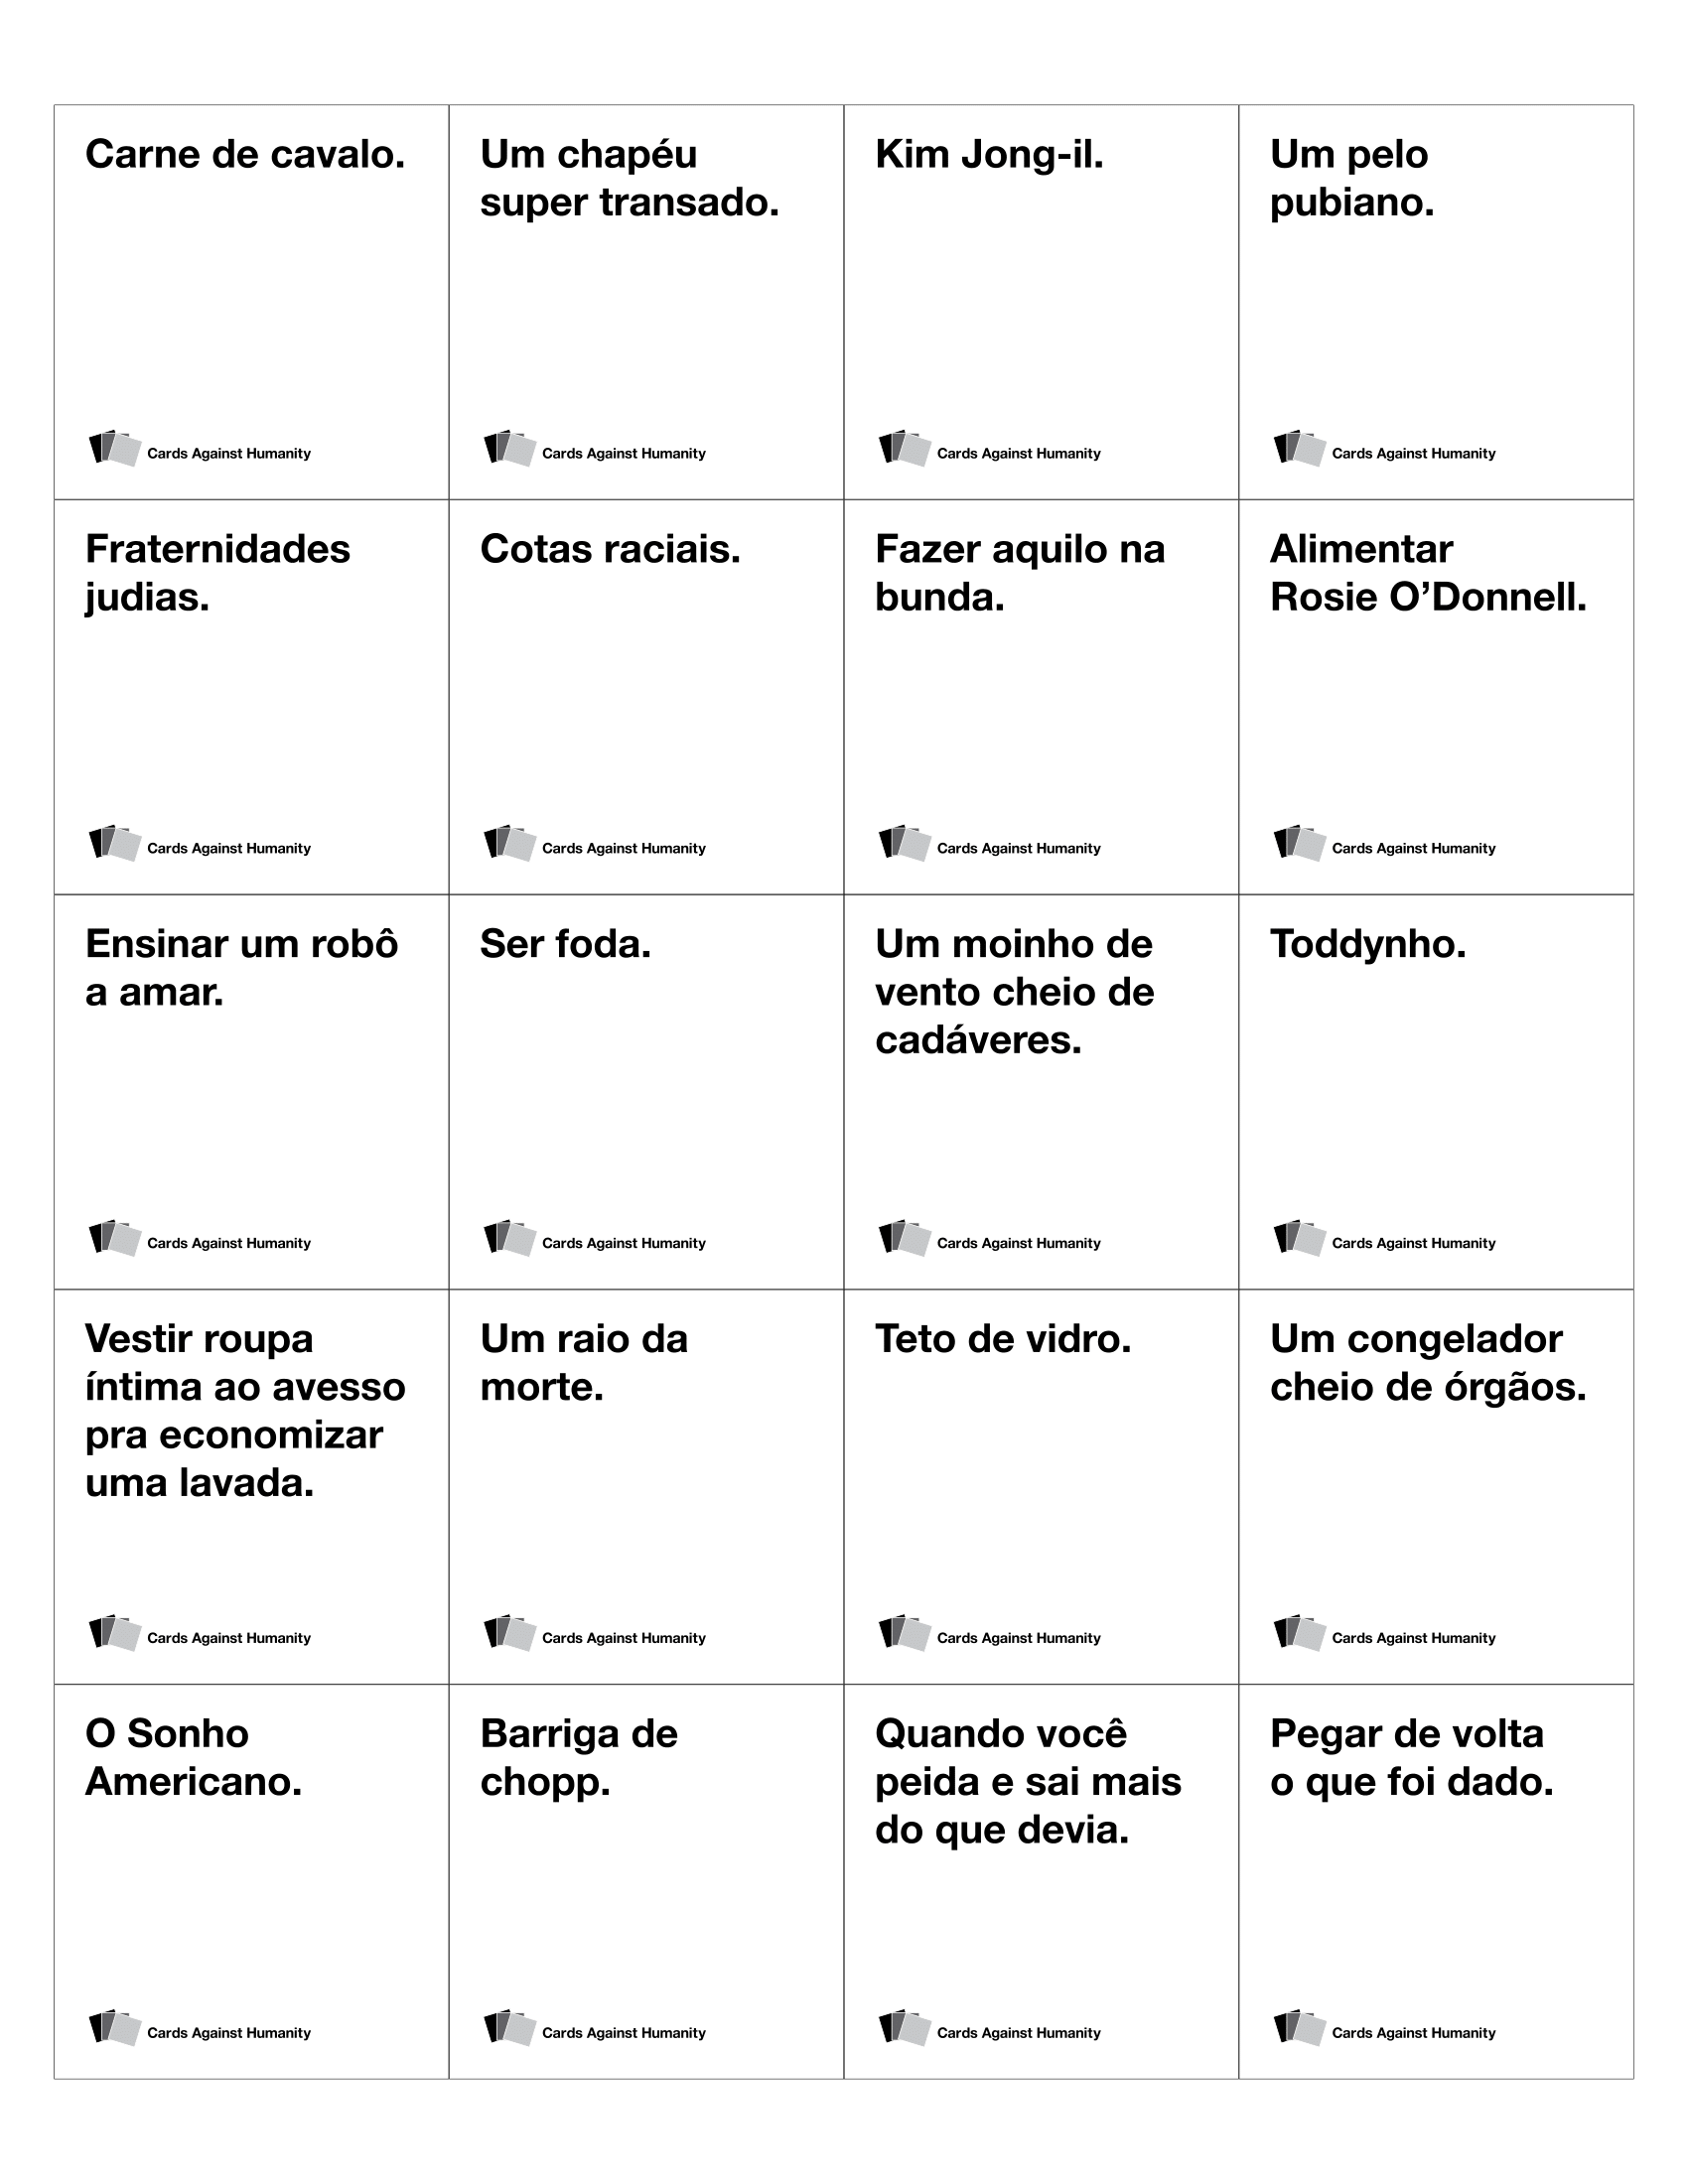 Carne de cavalo.
Cards Against Humanity
Um chapéu
super transado.
Cards Against Humanity
Kim Jong-il.
Cards Against Humanity
Um pelo
pubiano.
Cards Against Humanity
Fraternidades
judias.
Cards Against Humanity
Cotas raciais.
Cards Against Humanity
Fazer aquilo na
bunda.
Cards Against Humanity
Alimentar
Rosie O’Donnell.
Cards Against Humanity
Ensinar um robô
a amar.
Cards Against Humanity
Ser foda.
Cards Against Humanity
Um moinho de
vento cheio de
cadáveres.
Cards Against Humanity
Toddynho.
Cards Against Humanity
Vestir roupa
íntima ao avesso
pra economizar
uma lavada.
Cards Against Humanity
Um raio da
morte.
Cards Against Humanity
Teto de vidro.
Cards Against Humanity
Um congelador
cheio de órgãos.
Cards Against Humanity
O Sonho
Americano.
Cards Against Humanity
Barriga de
chopp.
Cards Against Humanity
Quando você
peida e sai mais
do que devia.
Cards Against Humanity
Pegar de volta
o que foi dado.
Cards Against Humanity